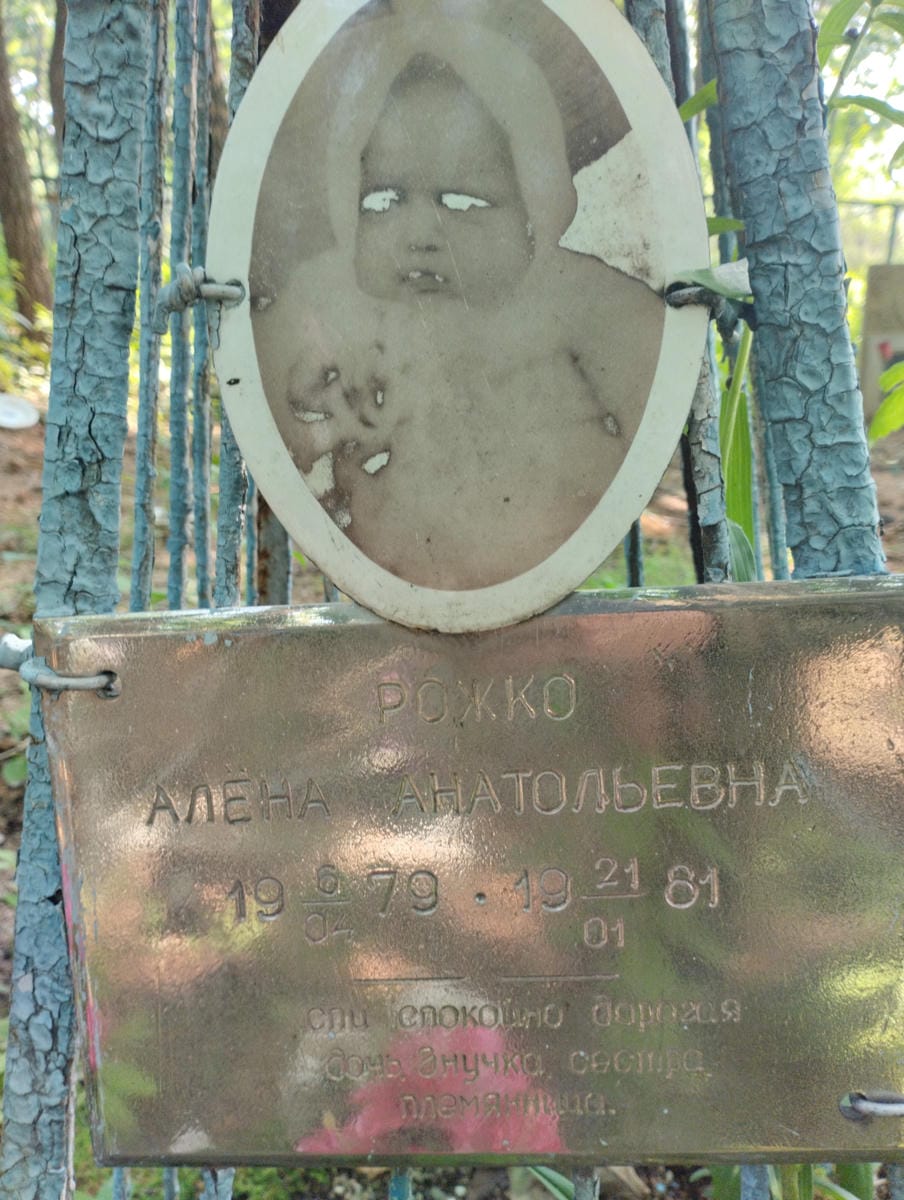 РОЖКО
АЛЁНА АНАТОЛЬЕВНА
19 6/04 79 · 19 21/01 81
спи спокойно дорогая
дочь, внучка, сестра,
племянница.